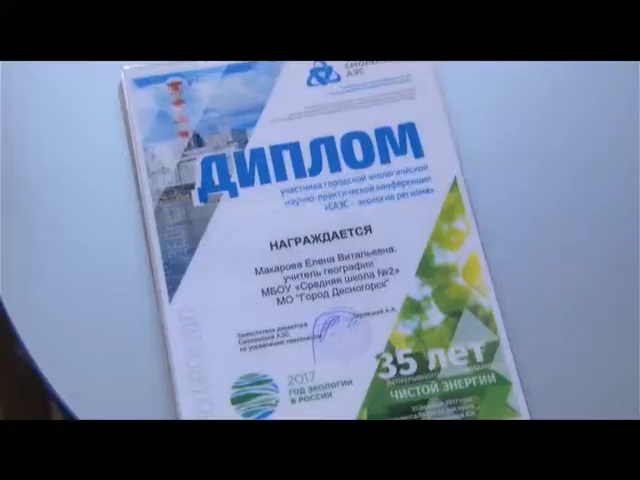 СМОЛЕНСКАЯ
АЭС
ДИПЛОМ
участника городской экологической
научно-практической конференции
«САЭС – экология региона»
НАГРАЖДАЕТСЯ
Макарова Елена Витальевна,
учитель географии
МБОУ «Средняя школа №2»
МО "Город Десногорск"
Заместитель директора
Смоленской АЭС
по управлению персоналом
2017
ГОД ЭКОЛОГИИ
В РОССИИ
35 лет
ЧИСТОЙ ЭНЕРГИИ